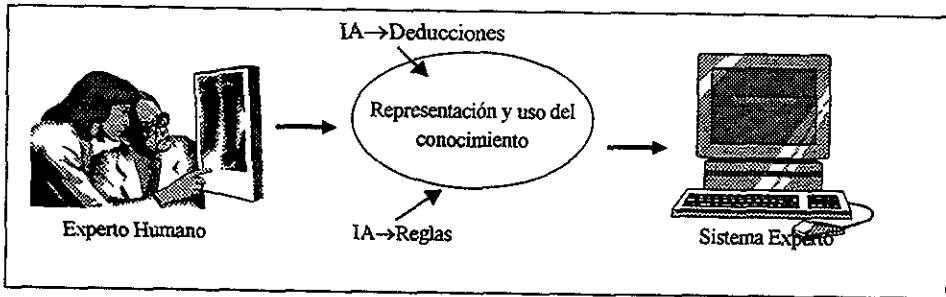 IA→Deducciones
Representación y uso del
conocimiento
Experto Humano
IA→Reglas
Sistema Experto